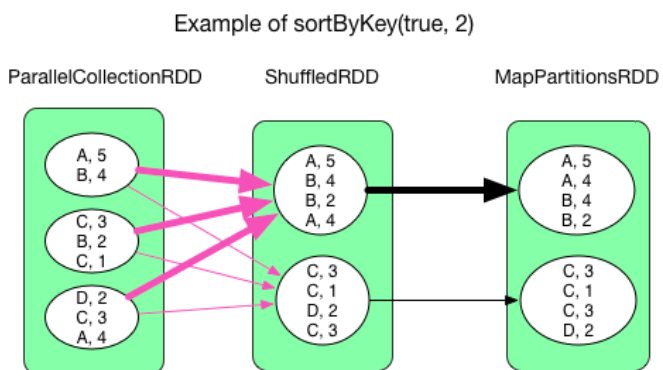 Example of sortByKey(true, 2)
ParallelCollectionRDD
ShuffledRDD
MapPartitionsRDD
A, 5
B, 4
C, 3
B, 2
C, 1
D, 2
C, 3
A, 4
A, 5
B, 4
B, 2
A, 4
C, 3
C, 1
D, 2
C, 3
A, 5
A, 4
B, 4
B, 2
C, 3
C, 1
C, 3
D, 2